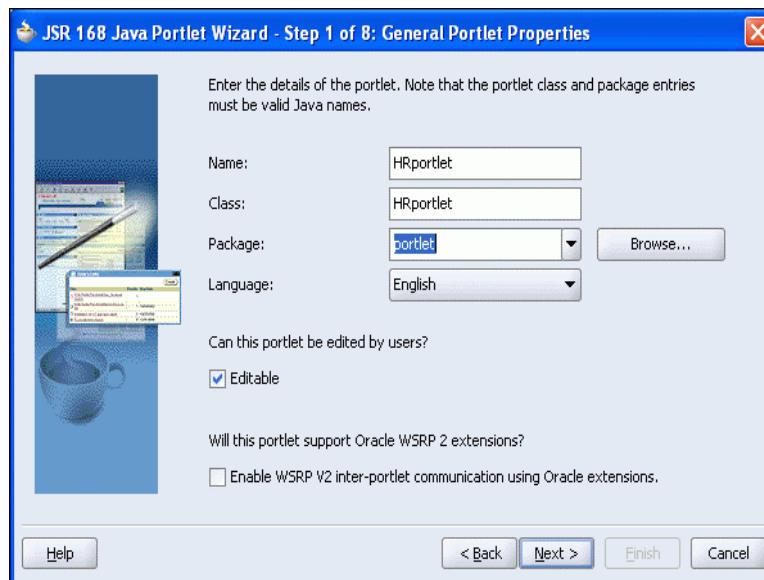 JSR 168 Java Portlet Wizard - Step 1 of 8: General Portlet Properties
Enter the details of the portlet. Note that the portlet class and package entries
must be valid Java names.
Name:
HRportlet
Class:
HRportlet
Package:
portlet
Browse...
Language:
English
Can this portlet be edited by users?
Editable
Will this portlet support Oracle WSRP 2 extensions?
Enable WSRP V2 inter-portlet communication using Oracle extensions.
Help
< Back
Next >
Finish
Cancel